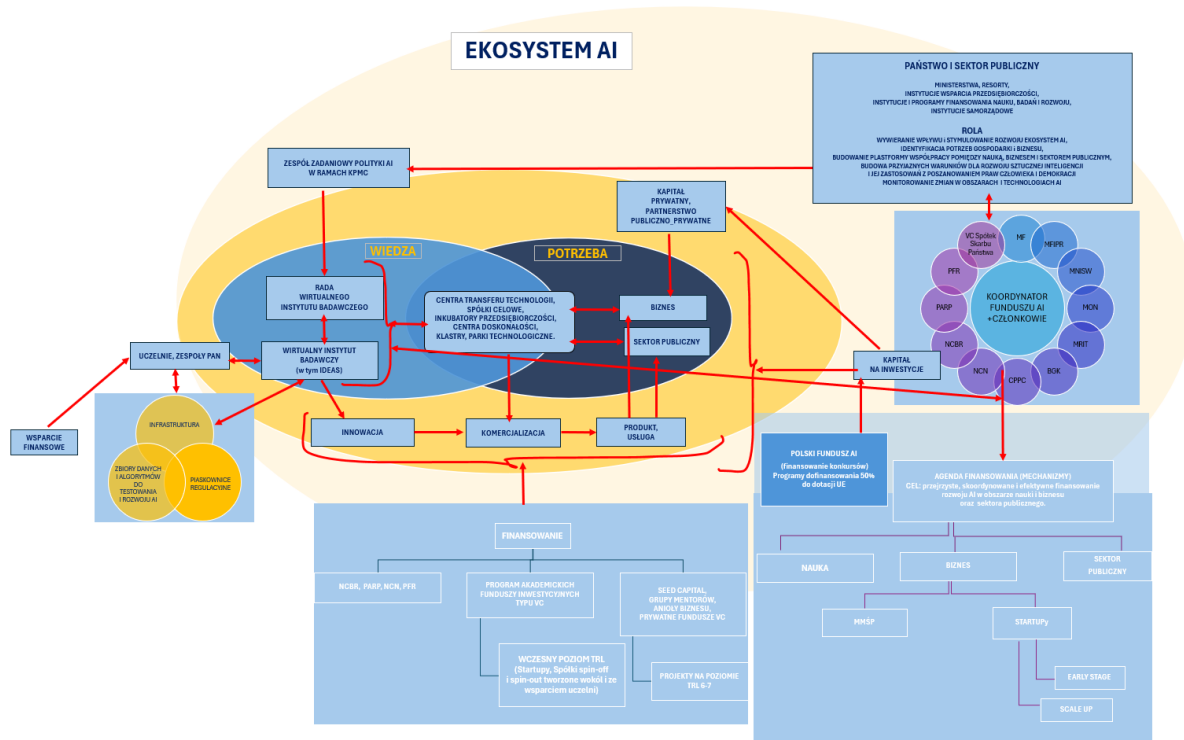 EKOSYSTEM AI
PAŃSTWO I SEKTOR PUBLICZNY
MINISTERSTWA, RESORTY,
INSTYTUCJE WSPARCIA PRZEDSIĘBIORCZOŚCI,
INSTYTUCJE I PROGRAMY FINANSOWANIA NAUKI, BADAŃ I ROZWOJU,
INSTYTUCJE SAMORZĄDOWE
ROLA
WYWIERANIE WPŁYWU i STYMULOWANIE ROZWOJU EKOSYSTEM AI,
IDENTYFIKACJA POTRZEB GOSPODARKI & BIZNESU,
BUDOWANIE PLASTFORMY WSPÓŁPRACY POMIĘDZY NAUKĄ, BIZNESEM I SEKTOREM PUBLICZNYM,
BUDOWA PRZYJAZNYCH WARUNKÓW DLA ROZWOJU SZTUCZNEJ INTELIGENCJI
I JEJ ZASTOSOWAŃ Z POSZANOWANIEM PRAW CZŁOWIEKA I DEMOKRACJI
MONITOROWANIE ZMIAN W OBSZARACH I TECHNOLOGIACH AI
ZESPÓŁ ZADANIOWY POLITYKI AI
W RAMACH KPMC
KAPITAŁ
PRYWATNY,
PARTNERSTWO
PUBLICZNO_PRYWATNE
WIEDZA
POTRZEBA
RADA
WIRTUALNEGO
INSTYTUTU BADAWCZEGO
CENTRA TRANSFERU TECHNOLOGII,
SPÓŁKI CELOWE,
INKUBATORY PRZEDSIĘBIORCZOŚCI,
CENTRA DOSKONAŁOŚCI,
KLASTRY, PARKI TECHNOLOGICZNE.
BIZNES
SEKTOR PUBLICZNY
UCZELNIE, ZESPOŁY PAN
WIRTUALNY INSTYTUT
BADAWCZY
(w tym IDEAS)
INNOWACJA
KOMERCJALIZACJA
PRODUKT,
USŁUGA
WSPARCIE
FINANSOWE
INFRASTRUKTURA
ZBIORY DANYCH
I ALGORYTMÓW
DO
TESTOWANIA
I ROZWOJU AI
PIASKOWNICE
REGULACYJNE
KAPITAŁ
NA INWESTYCJE
KOORDYNATOR
FUNDUSZU AI
+CZŁONKOWIE
VC Spółek
Skarbu
Państwa
MF
MFIPR
MNISW
MON
MRIT
BGK
CPPC
NCN
NCBR
PARP
PFR
POLSKI FUNDUSZ AI
(finansowanie konkursów)
Programy definansowania 50%
do dotacji UE
AGENDA FINANSOWANIA (MECHANIZMY)
CEL: przejrzyste, skoordynowane i efektywne finansowanie
rozwoju AI w obszarze nauki i biznesu
oraz sektora publicznego.
NAUKA
BIZNES
SEKTOR
PUBLICZNY
MMŚP
STARTUPy
EARLY STAGE
SCALE UP
FINANSOWANIE
NCBR, PARP, NCN, PFR
PROGRAM AKADEMICKICH
FUNDUSZY INWESTYCYJNYCH
TYPU VC
SEED CAPITAL,
GRUPY MENTORÓW,
ANIOŁY BIZNESU,
PRYWATNE FUNDUSZE VC
WCZESNY POZIOM TRL
(Startupy, Spółki spin-off
i spin-out tworzone wokół i ze
wsparciem uczelni)
PROJEKTY NA POZIOMIE
TRL 6-7